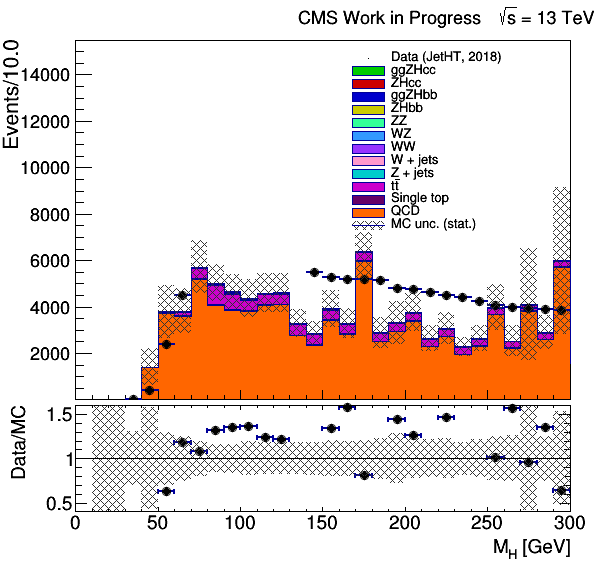 CMS Work in Progress √s = 13 TeV
Events/10.0
14000
12000
10000
8000
6000
4000
2000
Data (JetHT, 2018)
ggZHcc
ZHcc
ggZHbb
ZHbb
ZZ
WZ
WW
W + jets
Z + jets
tt̄
Single top
QCD
MC unc. (stat.)
Data/MC
1.5
1
0.5
0 50 100 150 200 250 300
M_H [GeV]